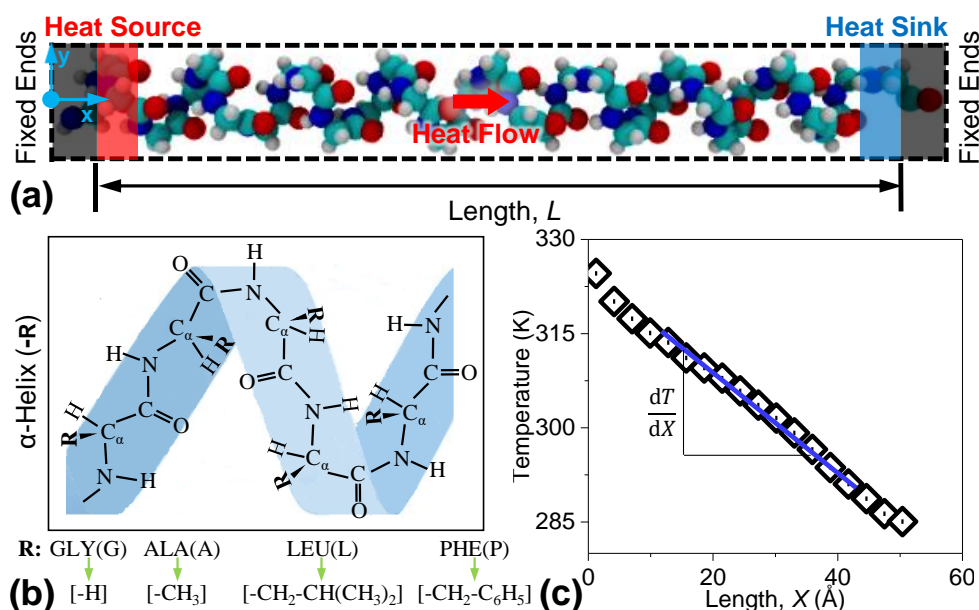 Heat Source
Heat Sink
Fixed Ends
y
x
Heat Flow
Fixed Ends
(a)
Length, L
α-Helix (-R)
O
H
C
N
Cα
R
H
H
N
Cα
R
H
C
O
H
R
Cα
N
H
O
C
N
H
H
Cα
R
C
O
H
N
C
O
H
Cα
R
N
H
R: GLY(G) ALA(A) LEU(L) PHE(P)
(b) [-H] [-CH₃] [-CH₂-CH(CH₃)₂] [-CH₂-C₆H₅]
330
315
300
285
Temperature (K)
dT
dX
0 20 40 60
(c)
Length, X (Å)